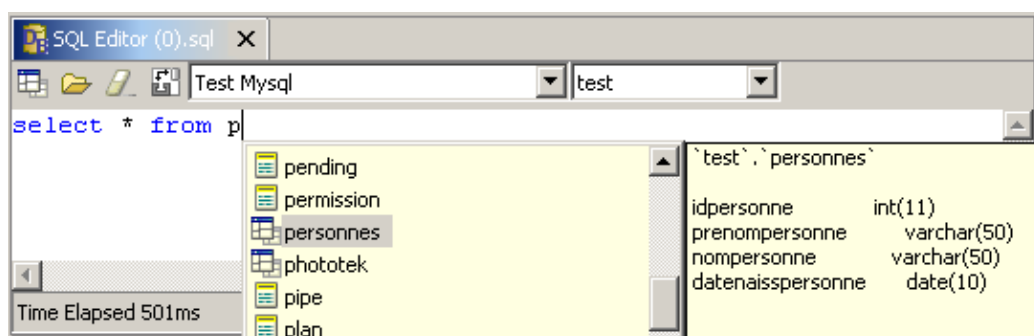 SQL Editor (0).sql
Test Mysql
test
select * from p
pending
permission
personnes
phototek
pipe
plan
`test`.`personnes`
idpersonne int(11)
prenompersonne varchar(50)
nompersonne varchar(50)
datenaisspersonne date(10)
Time Elapsed 501ms